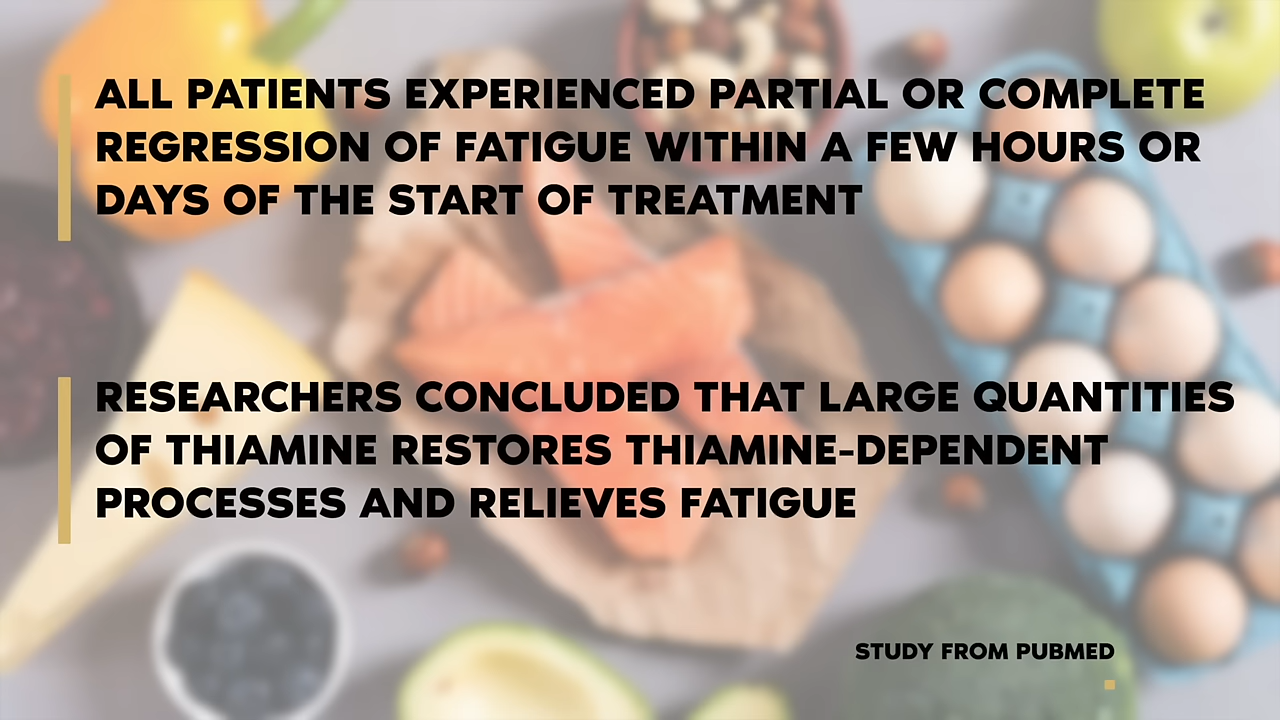 ALL PATIENTS EXPERIENCED PARTIAL OR COMPLETE
REGRESSION OF FATIGUE WITHIN A FEW HOURS OR
DAYS OF THE START OF TREATMENT
RESEARCHERS CONCLUDED THAT LARGE QUANTITIES
OF THIAMINE RESTORES THIAMINE-DEPENDENT
PROCESSES AND RELIEVES FATIGUE
STUDY FROM PUBMED